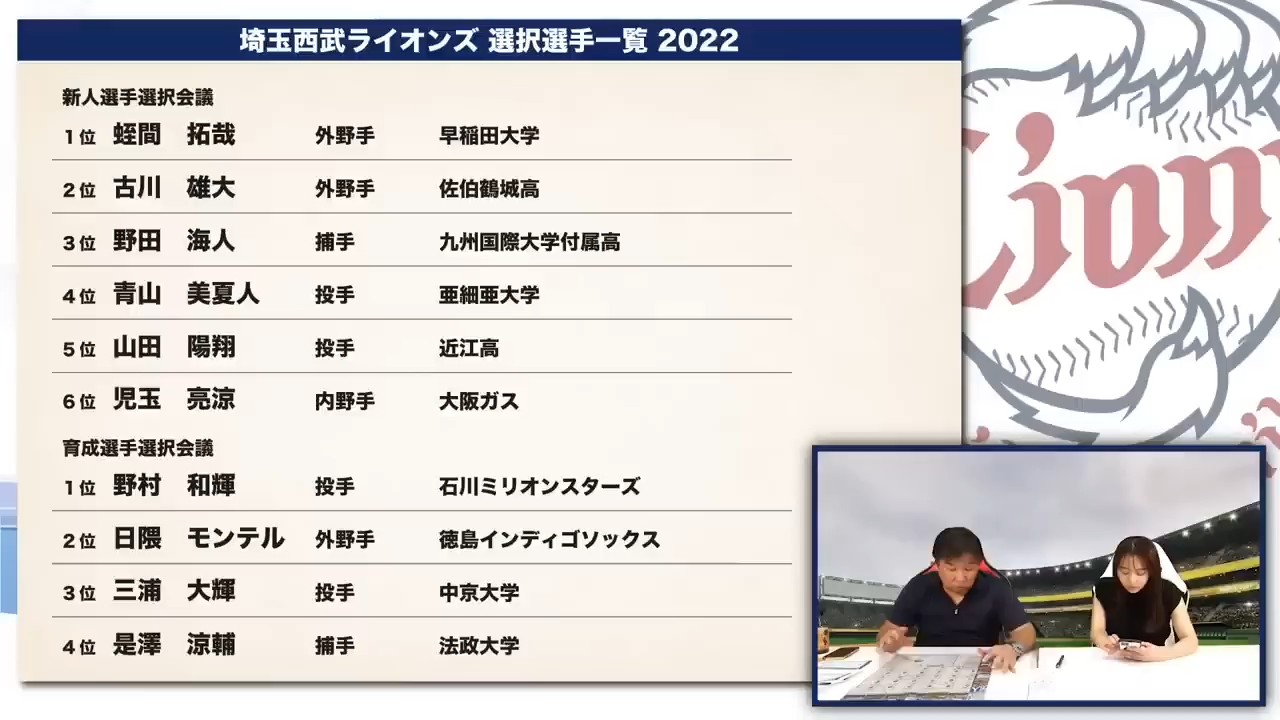 埼玉西武ライオンズ 選択選手一覧 2022
新人選手選択会議
1位 蛭間 拓哉 外野手 早稲田大学
2位 古川 雄大 外野手 佐伯鶴城高
3位 野田 海人 捕手 九州国際大学付属高
4位 青山 美夏人 投手 亜細亜大学
5位 山田 陽翔 投手 近江高
6位 児玉 亮涼 内野手 大阪ガス
育成選手選択会議
1位 野村 和輝 投手 石川ミリオンスターズ
2位 日隈 モンテル 外野手 徳島インディゴソックス
3位 三浦 大輝 投手 中京大学
4位 是澤 涼輔 捕手 法政大学
Lions